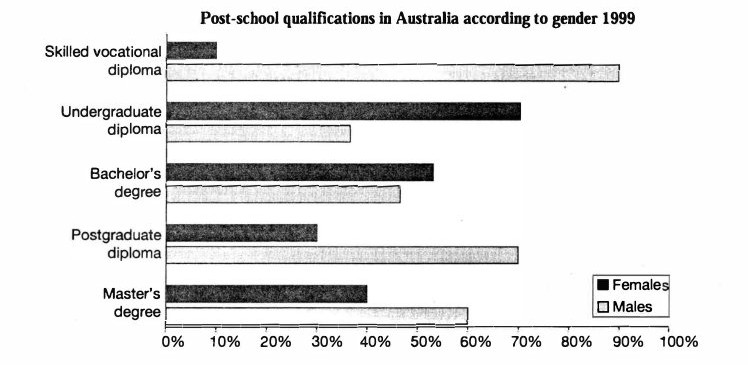 Post-school qualifications in Australia according to gender 1999
Skilled vocational
diploma
Undergraduate
diploma
Bachelor's
degree
Postgraduate
diploma
Master's
degree
Females
Males
0% 10% 20% 30% 40% 50% 60% 70% 80% 90% 100%